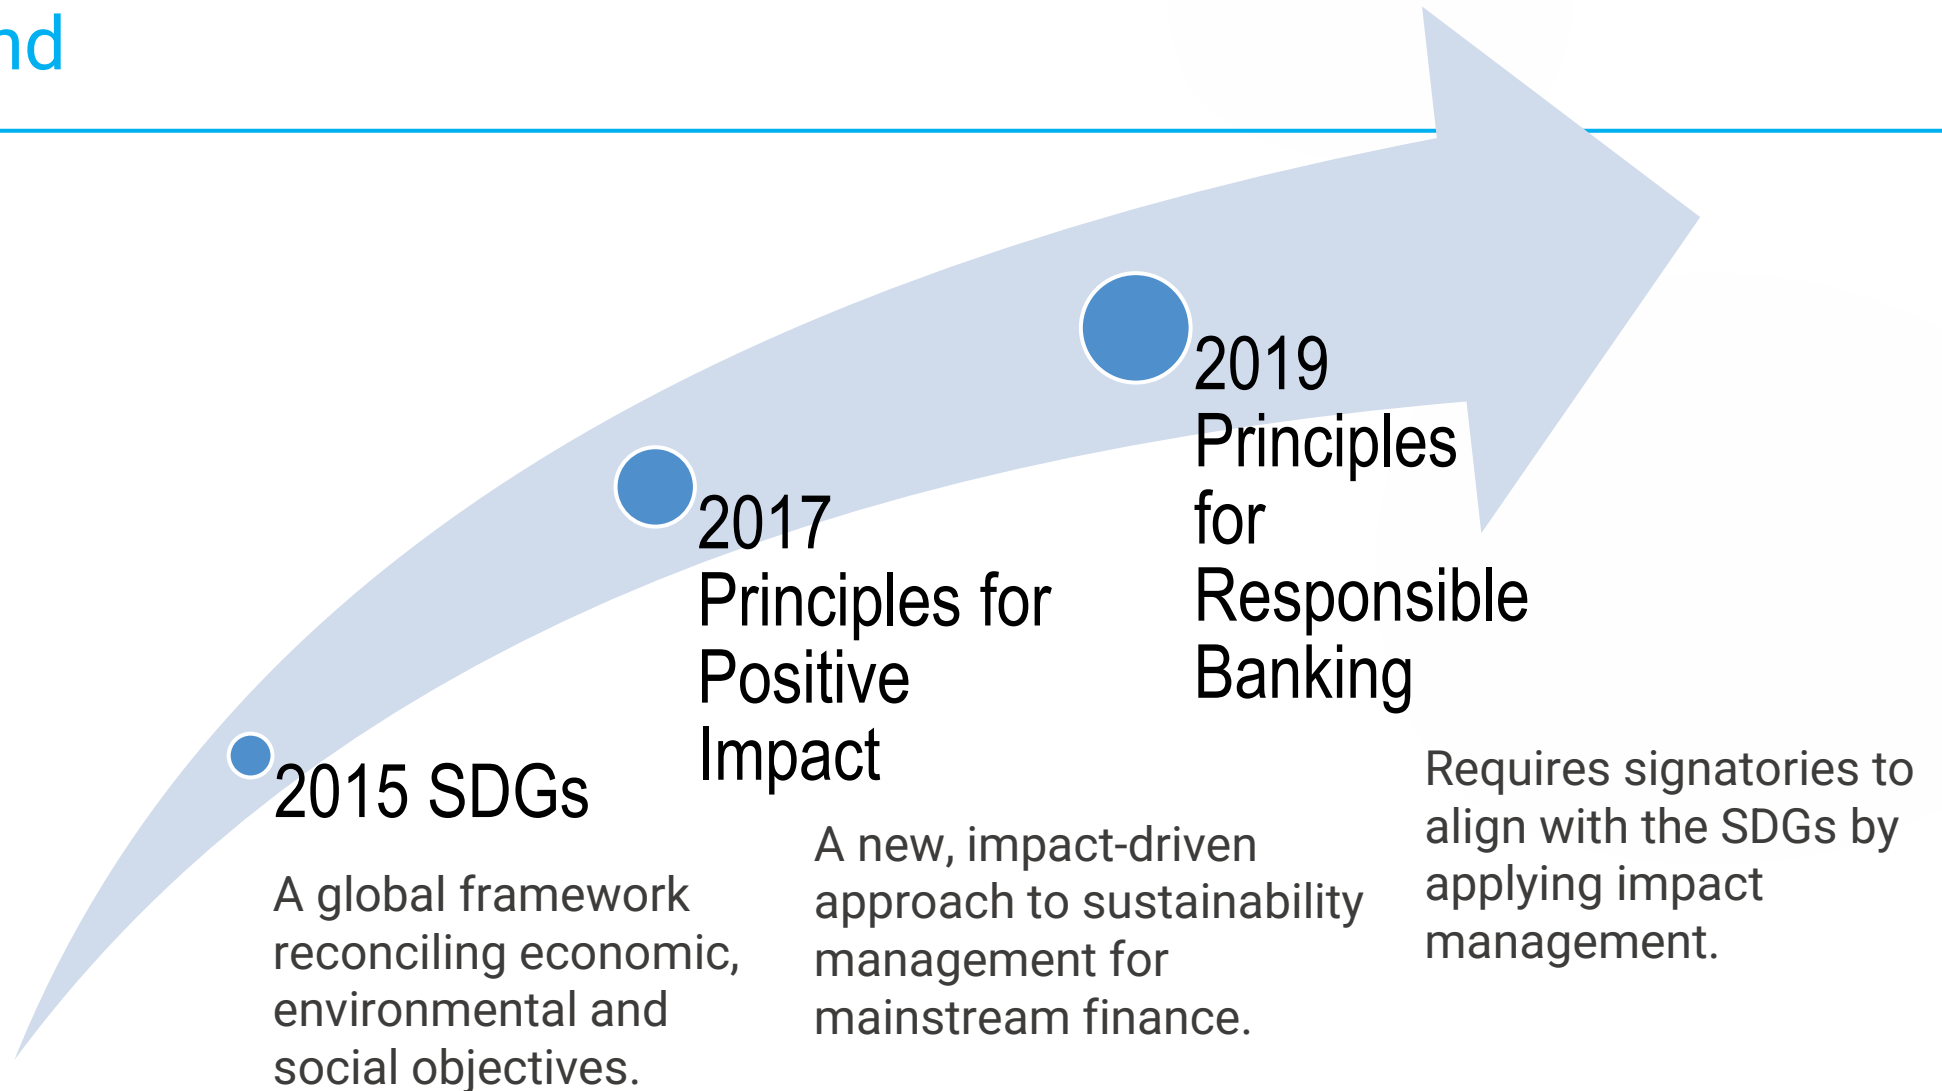 nd
2015 SDGs
A global framework
reconciling economic,
environmental and
social objectives.
2017
Principles for
Positive
Impact
A new, impact-driven
approach to sustainability
management for
mainstream finance.
2019
Principles
for
Responsible
Banking
Requires signatories to
align with the SDGs by
applying impact
management.